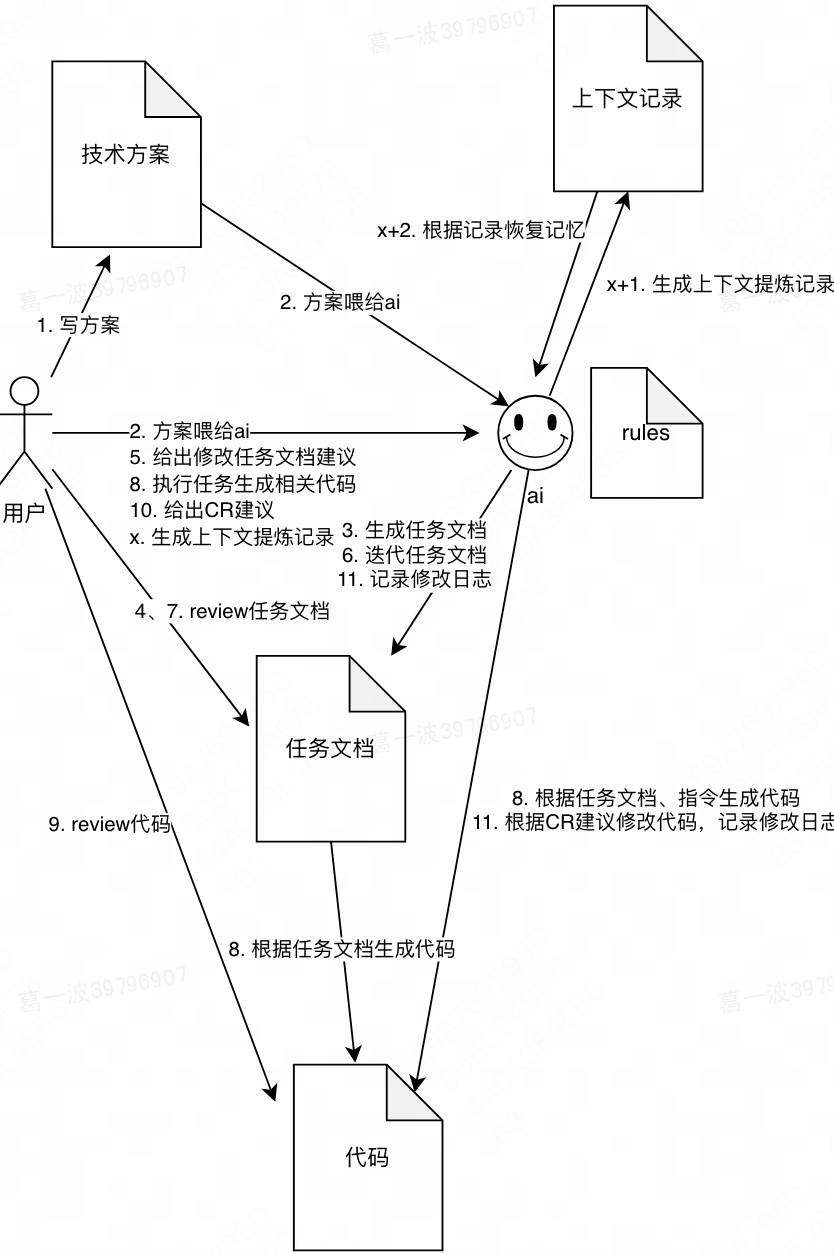 葛一波39796907
上下文记录
技术方案
x+2. 根据记录恢复记忆
葛一波39796907
x+1. 生成上下文提炼记录
2. 方案喂给ai
1. 写方案
rules
2. 方案喂给ai
5. 给出修改任务文档建议
8. 执行任务生成相关代码
10. 给出CR建议
x. 生成上下文提炼记录
ai
用户
3. 生成任务文档
6. 迭代任务文档
11. 记录修改日志
4、7. review任务文档
葛一波39796907
任务文档
8. 根据任务文档、指令生成代码
11. 根据CR建议修改代码，记录修改日志
9. review代码
8. 根据任务文档生成代码
葛一波39796907
葛一波3979
代码